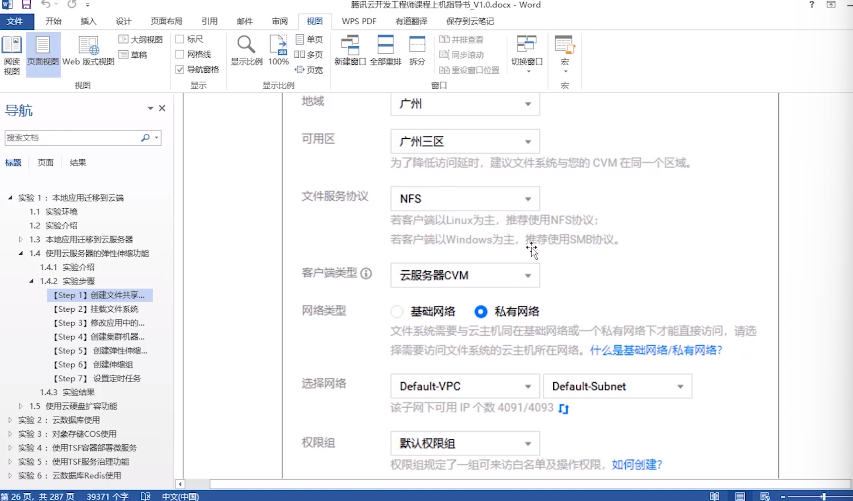 腾讯云开发工程师课程上机指导书_V1.0.docx - Word
文件 开始 插入 设计 页面布局 引用 邮件 审阅 视图 WPS PDF 有道翻译 保存到云笔记
阅读视图 页面视图 Web 版式视图 大纲视图 草稿
标尺 网格线 导航窗格
显示比例 100% 单页 多页 页宽
新建窗口 全部重排 拆分 并排查看 同步滚动 重设窗口位置 切换窗口 宏
视图 显示 显示比例 窗口 宏
导航
搜索文档
标题 页面 结果
实验 1：本地应用迁移到云端
1.1 实验环境
1.2 实验介绍
1.3 本地应用迁移到云服务器
1.4 使用云服务器的弹性伸缩功能
1.4.1 实验介绍
1.4.2 实验步骤
【Step 1】创建文件共享...
【Step 2】挂载文件系统
【Step 3】修改应用中的...
【Step 4】创建集群机器...
【Step 5】 创建弹性伸缩...
【Step 6】 创建伸缩组
【Step 7】 设置定时任务
1.4.3 实验结果
1.5 使用云硬盘扩容功能
实验 2：云数据库使用
实验 3：对象存储COS使用
实验 4：使用TSF容器部署微服务
实验 5：使用TSF服务治理功能
实验 6：云数据库Redis使用
地域 广州
可用区 广州三区
为了降低访问延时，建议文件系统与您的 CVM 在同一个区域。
文件服务协议 NFS
若客户端以Linux为主，推荐使用NFS协议；
若客户端以Windows为主，推荐使用SMB协议。
客户端类型 云服务器CVM
网络类型 基础网络 私有网络
文件系统需要与云主机同在基础网络或一个私有网络下才能直接访问，请选
择需要访问文件系统的云主机所在网络。什么是基础网络/私有网络？
选择网络 Default-VPC Default-Subnet
该子网下可用 IP 个数 4091/4093
权限组 默认权限组
权限组规定了一组可来访白名单及操作权限，如何创建？
第 26 页，共 287 页 39371 个字 中文(中国)